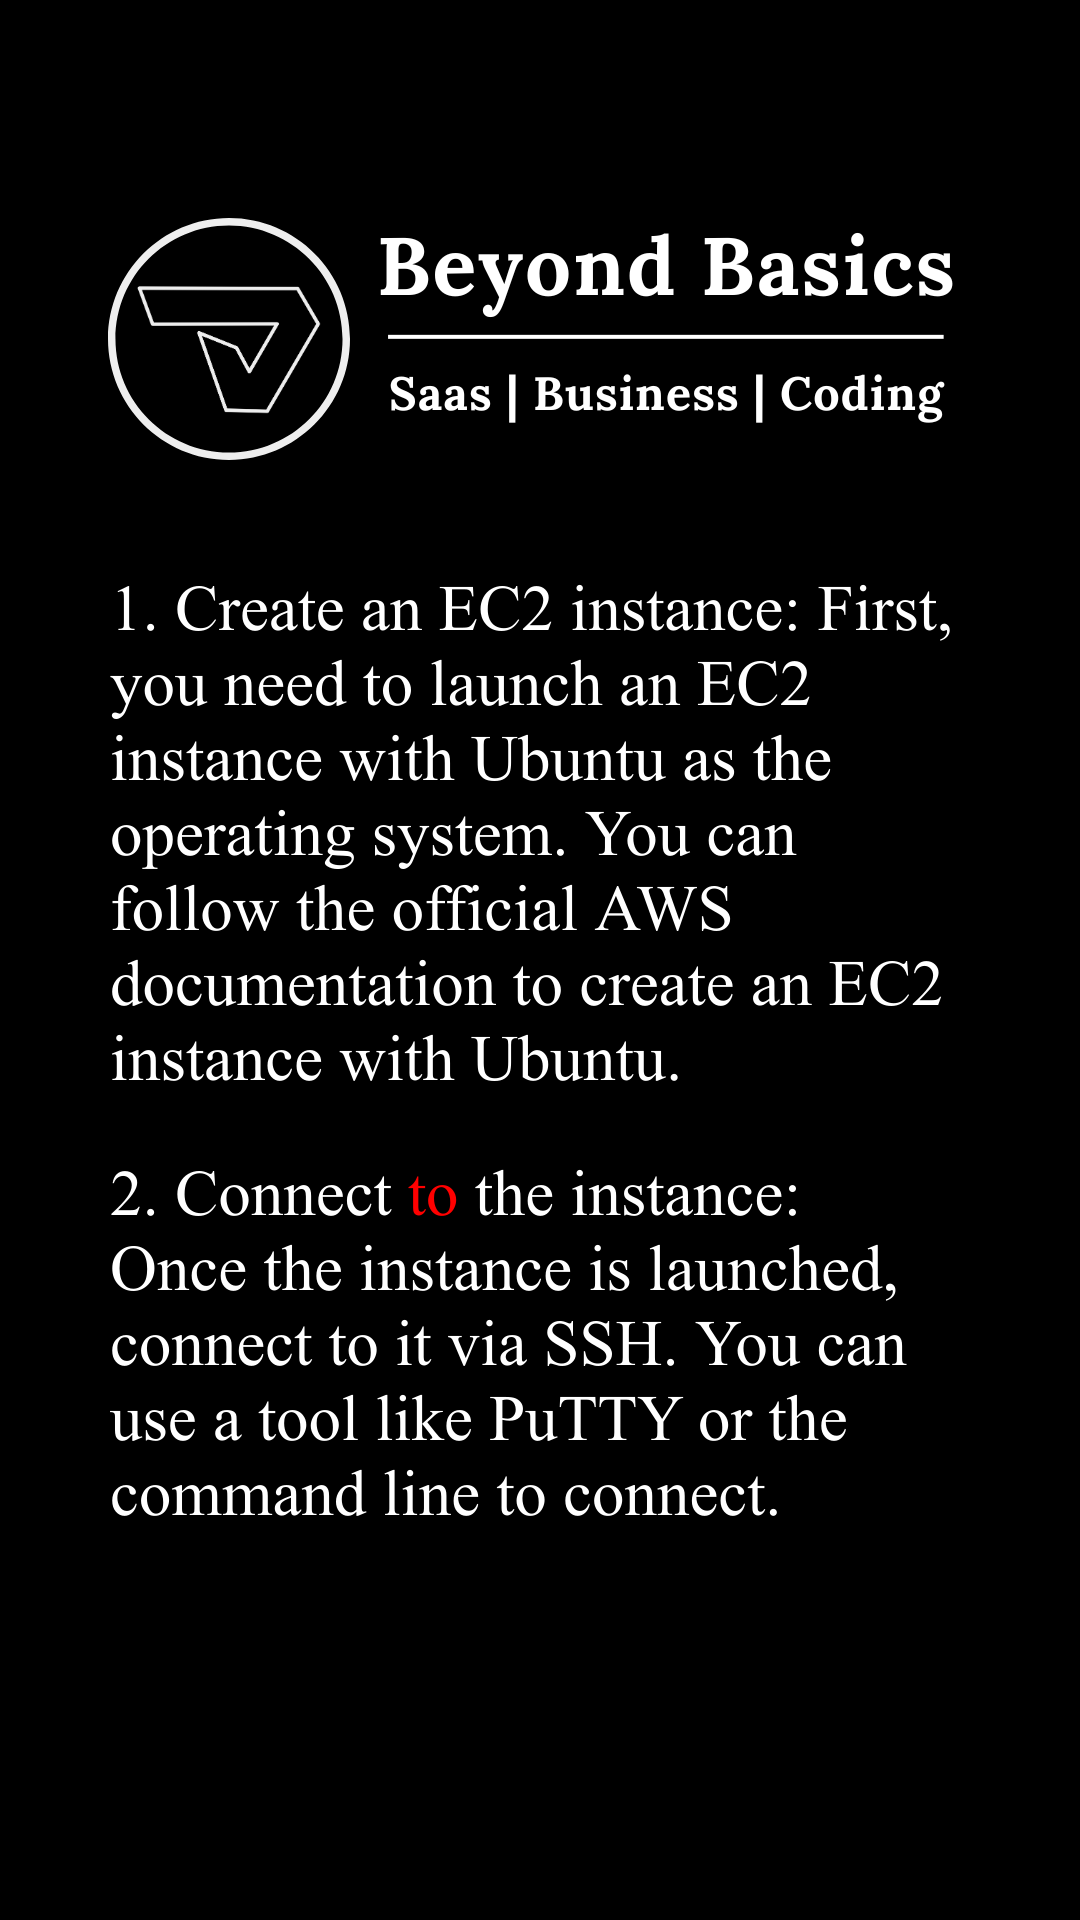 Beyond Basics
Saas | Business | Coding
1. Create an EC2 instance: First,
you need to launch an EC2
instance with Ubuntu as the
operating system. You can
follow the official AWS
documentation to create an EC2
instance with Ubuntu.
2. Connect to the instance:
Once the instance is launched,
connect to it via SSH. You can
use a tool like PuTTY or the
command line to connect.